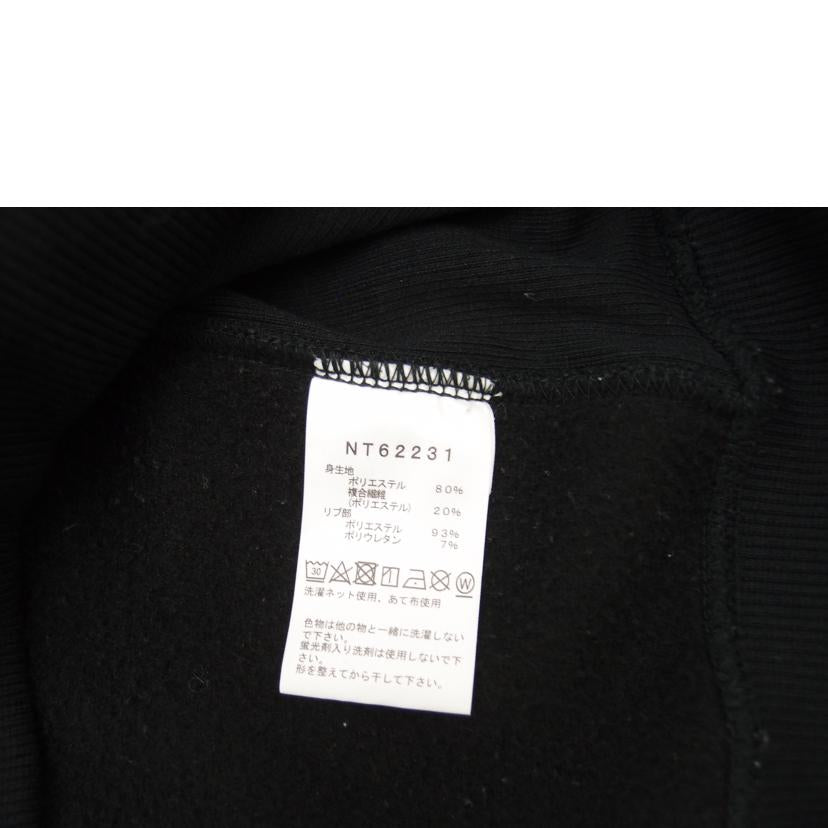 NT62231
身生地
ポリエステル 80%
複合繊維
(ポリエステル) 20%
リブ部
ポリエステル 93%
ポリウレタン 7%
30 W
洗濯ネット使用、あて布使用
色物は他の物と一緒に洗濯しない
で下さい。
蛍光剤入り洗剤は使用しないで下
さい。
形を整えてから干して下さい。